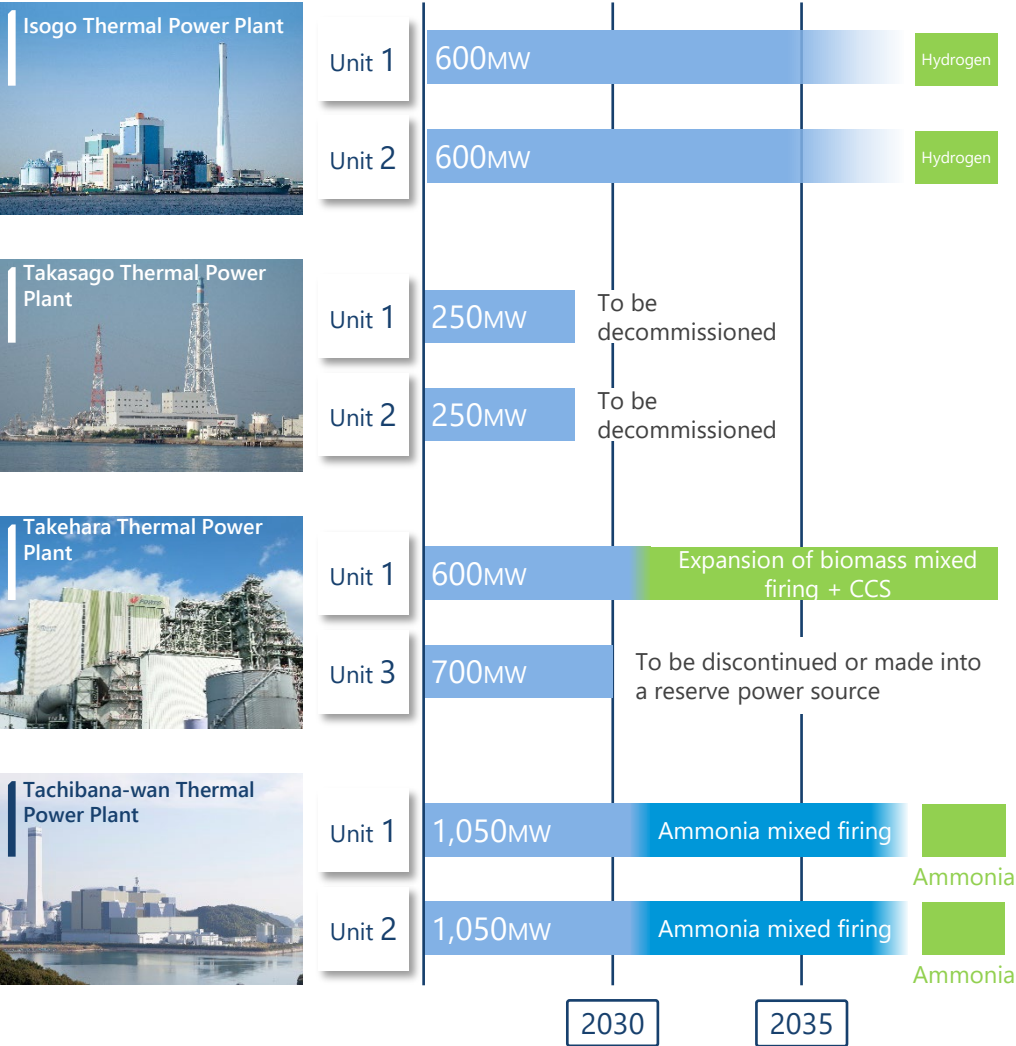 Isogo Thermal Power Plant
Unit 1
600MW
Hydrogen
Unit 2
600MW
Hydrogen
Takasago Thermal Power
Plant
Unit 1
250MW
To be
decommissioned
Unit 2
250MW
To be
decommissioned
Takehara Thermal Power
Plant
Unit 1
600MW
Expansion of biomass mixed
firing + CCS
Unit 3
700MW
To be discontinued or made into
a reserve power source
Tachibana-wan Thermal
Power Plant
Unit 1
1,050MW
Ammonia mixed firing
Ammonia
Unit 2
1,050MW
Ammonia mixed firing
Ammonia
2030
2035